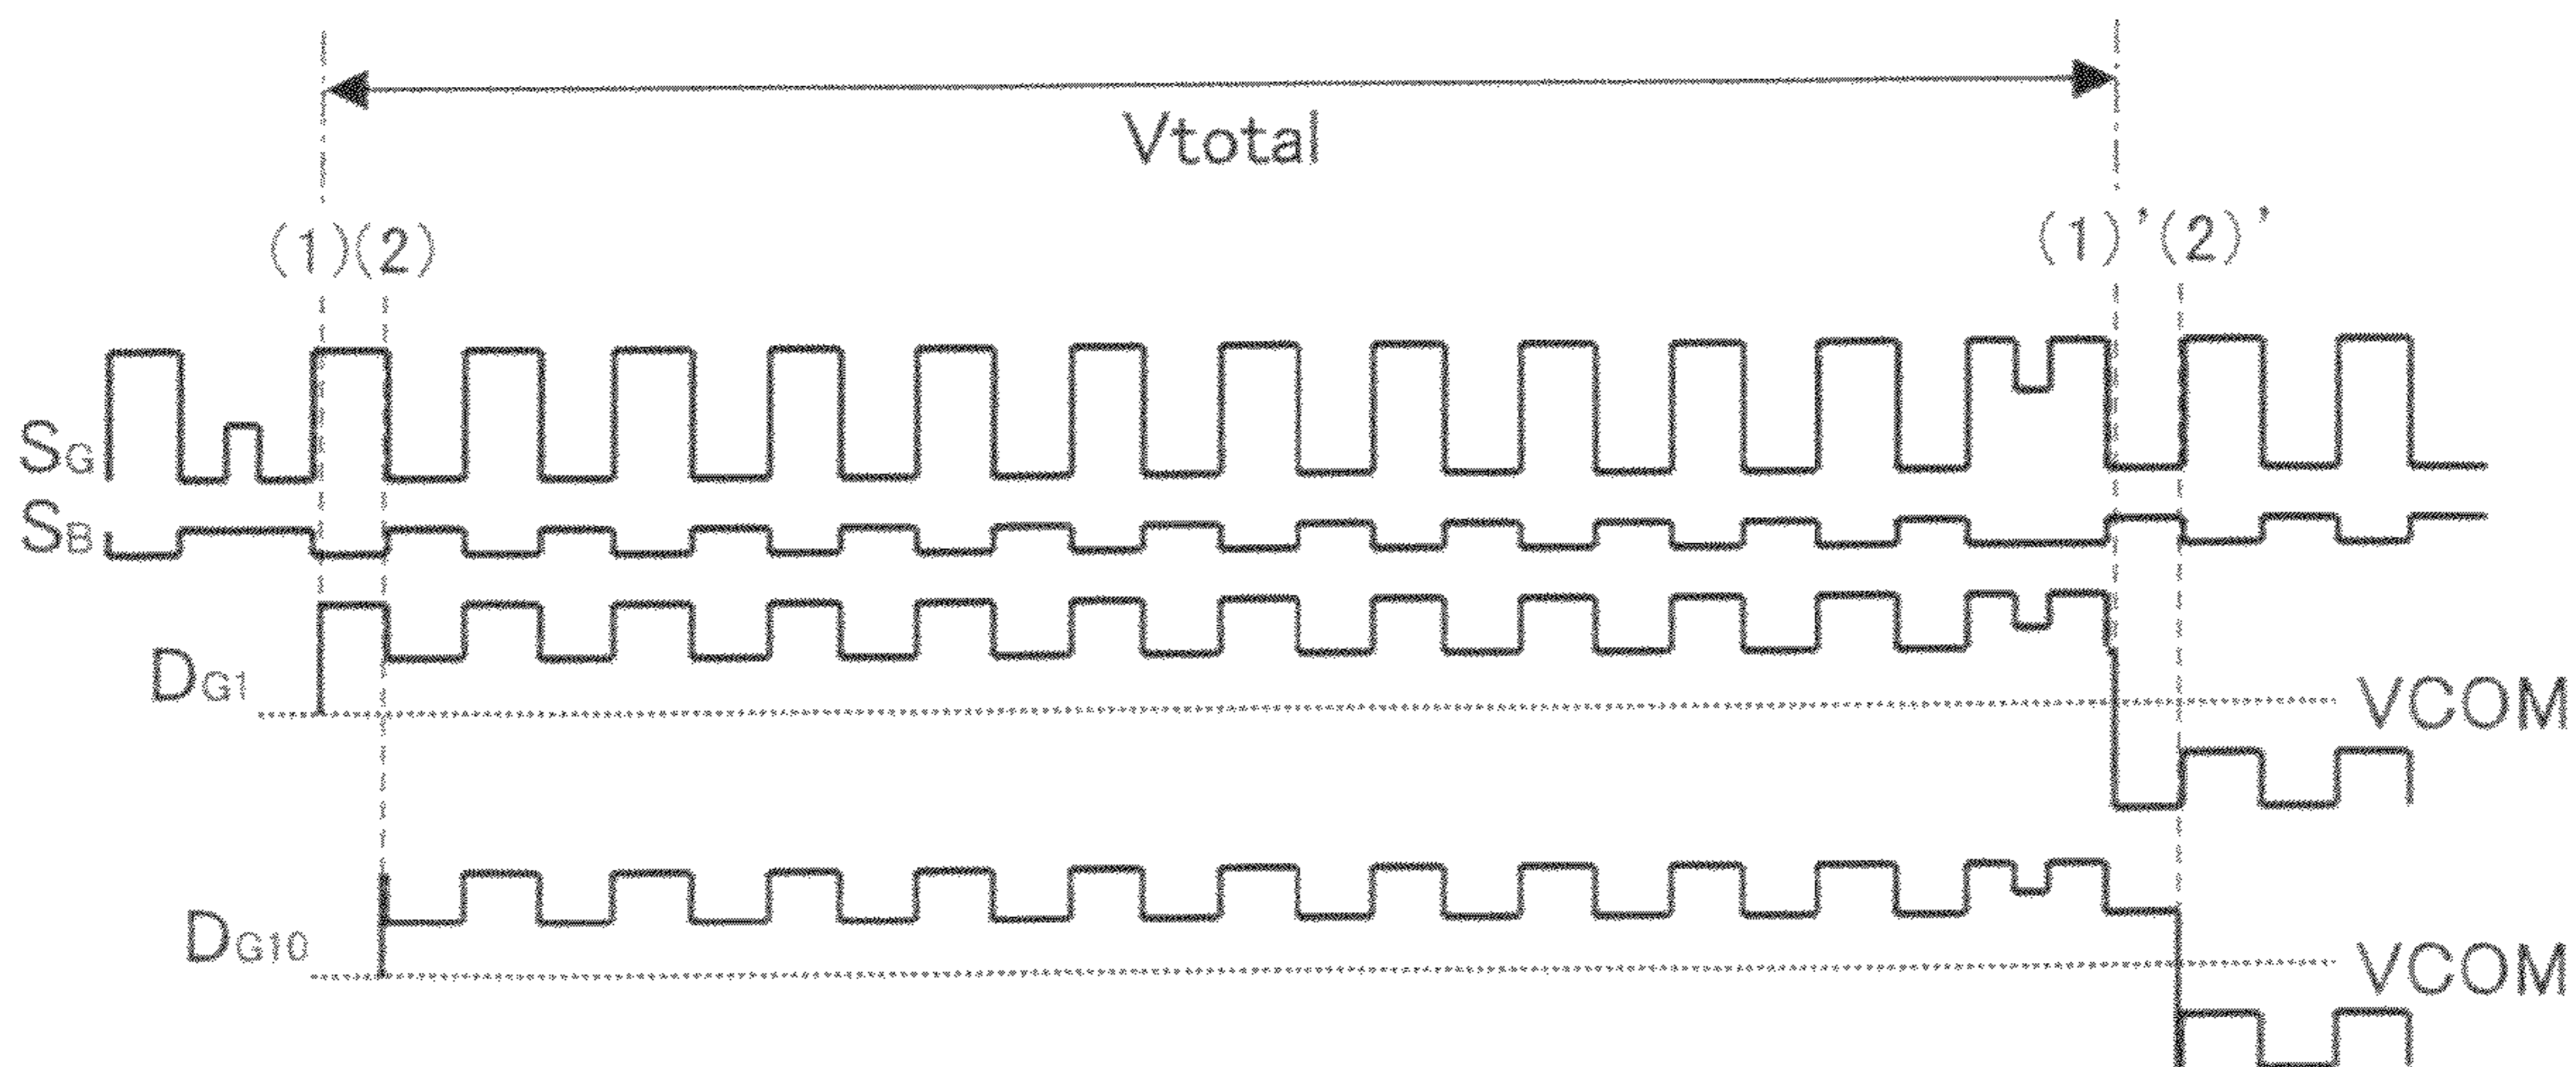 Vtotal
(1)(2)
(1)'(2)'
SG
SB
DG1
VCOM
DG10
VCOM